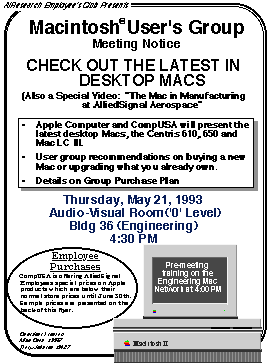 AiResearch Employee's Club Presents
Macintosh® User's Group
Meeting Notice
CHECK OUT THE LATEST IN
DESKTOP MACS
(Also a Special Video: "The Mac in Manufacturing
at AlliedSignal Aerospace"
• Apple Computer and CompUSA will present the
latest desktop Macs, the Centris 610, 650 and
Mac LC III.
• User group recommendations on buying a new
Mac or upgrading what you already own.
• Details on Group Purchase Plan
Thursday, May 21, 1993
Audio-Visual Room('0' Level)
Bldg 36 (Engineering)
4:30 PM
Employee
Purchases
CompUSA is offering AlliedSignal
Employees special prices on Apple
products which are below their
normal store prices until June 30th.
Sample prices are presented on the
back of this flyer.
Pre-meeting
training on the
Engineering Mac
Network at 4:00 PM
Macintosh II